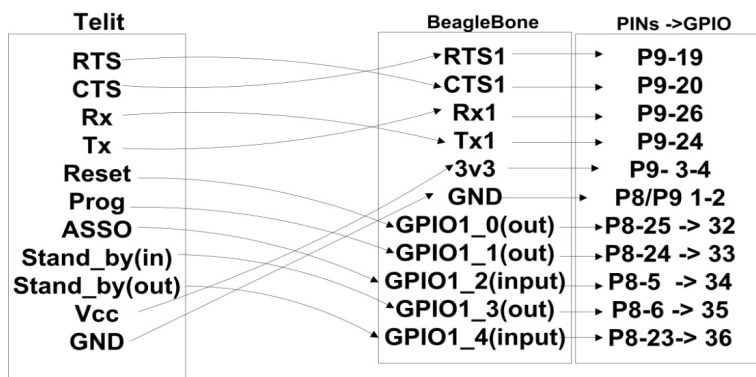 Telit
RTS
CTS
Rx
Tx
Reset
Prog
ASSO
Stand_by(in)
Stand_by(out)
Vcc
GND
BeagleBone
RTS1
CTS1
Rx1
Tx1
3v3
GND
GPIO1_0(out)
GPIO1_1(out)
GPIO1_2(input)
GPIO1_3(out)
GPIO1_4(input)
PINs ->GPIO
P9-19
P9-20
P9-26
P9-24
P9- 3-4
P8/P9 1-2
P8-25 -> 32
P8-24 -> 33
P8-5 -> 34
P8-6 -> 35
P8-23-> 36